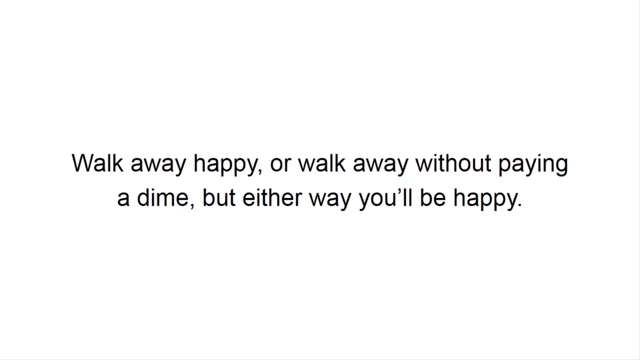 Walk away happy, or walk away without paying
a dime, but either way you’ll be happy.